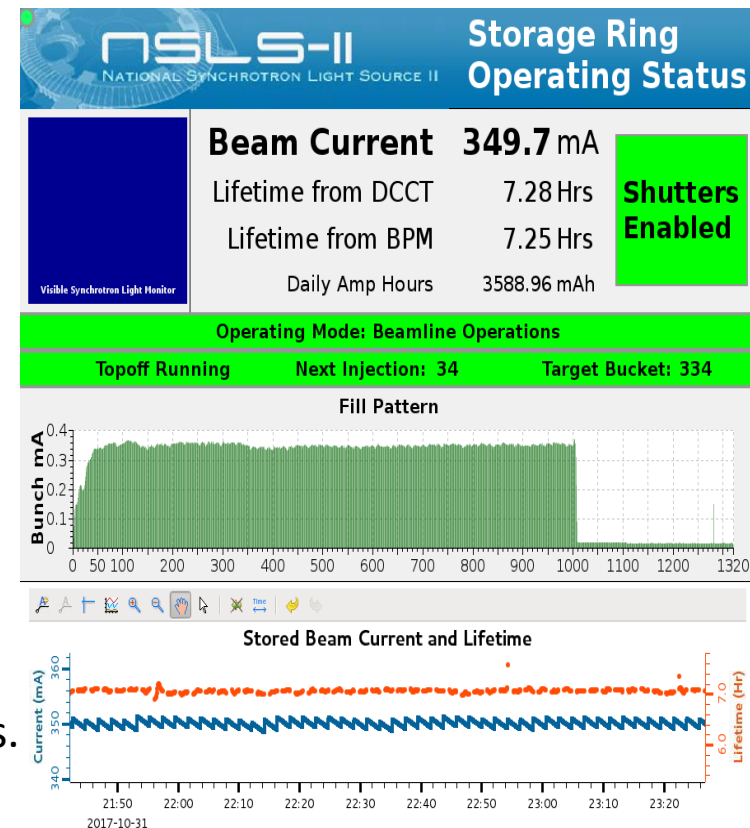 NSLS-II
NATIONAL SYNCHROTRON LIGHT SOURCE II
Storage Ring
Operating Status
Visible Synchrotron Light Monitor
Beam Current 349.7 mA
Lifetime from DCCT 7.28 Hrs
Lifetime from BPM 7.25 Hrs
Daily Amp Hours 3588.96 mAh
Shutters
Enabled
Operating Mode: Beamline Operations
Topoff Running Next Injection: 34 Target Bucket: 334
Fill Pattern
Bunch mA
0.4
0.3
0.2
0.1
0
0 50 100 200 300 400 500 600 700 800 900 1000 1100 1200 1320
Time
Stored Beam Current and Lifetime
Current (mA)
360
350
340
7.0
6.0
Lifetime (Hr)
s.
21:50 22:00 22:10 22:20 22:30 22:40 22:50 23:00 23:10 23:20
2017-10-31